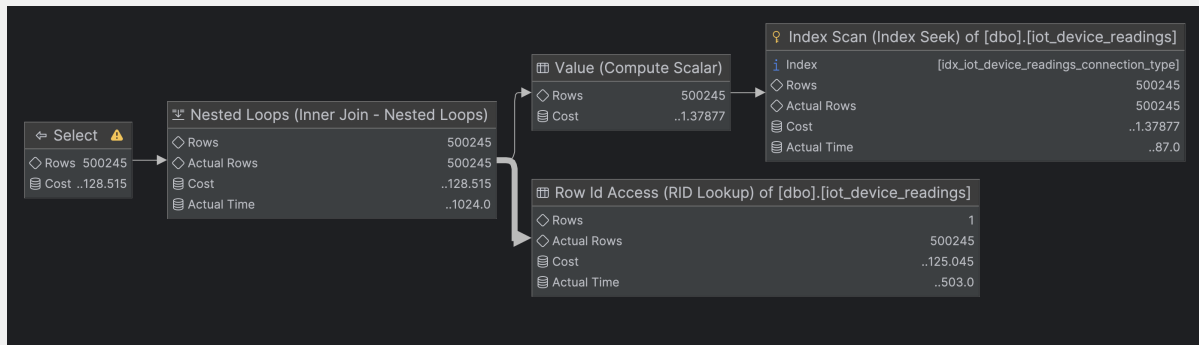 Select
Rows 500245
Cost ..128.515
Nested Loops (Inner Join - Nested Loops)
Rows 500245
Actual Rows 500245
Cost ..128.515
Actual Time ..1024.0
Value (Compute Scalar)
Rows 500245
Cost ..1.37877
Index Scan (Index Seek) of [dbo].[iot_device_readings]
Index [idx_iot_device_readings_connection_type]
Rows 500245
Actual Rows 500245
Cost ..1.37877
Actual Time ..87.0
Row Id Access (RID Lookup) of [dbo].[iot_device_readings]
Rows 1
Actual Rows 500245
Cost ..125.045
Actual Time ..503.0